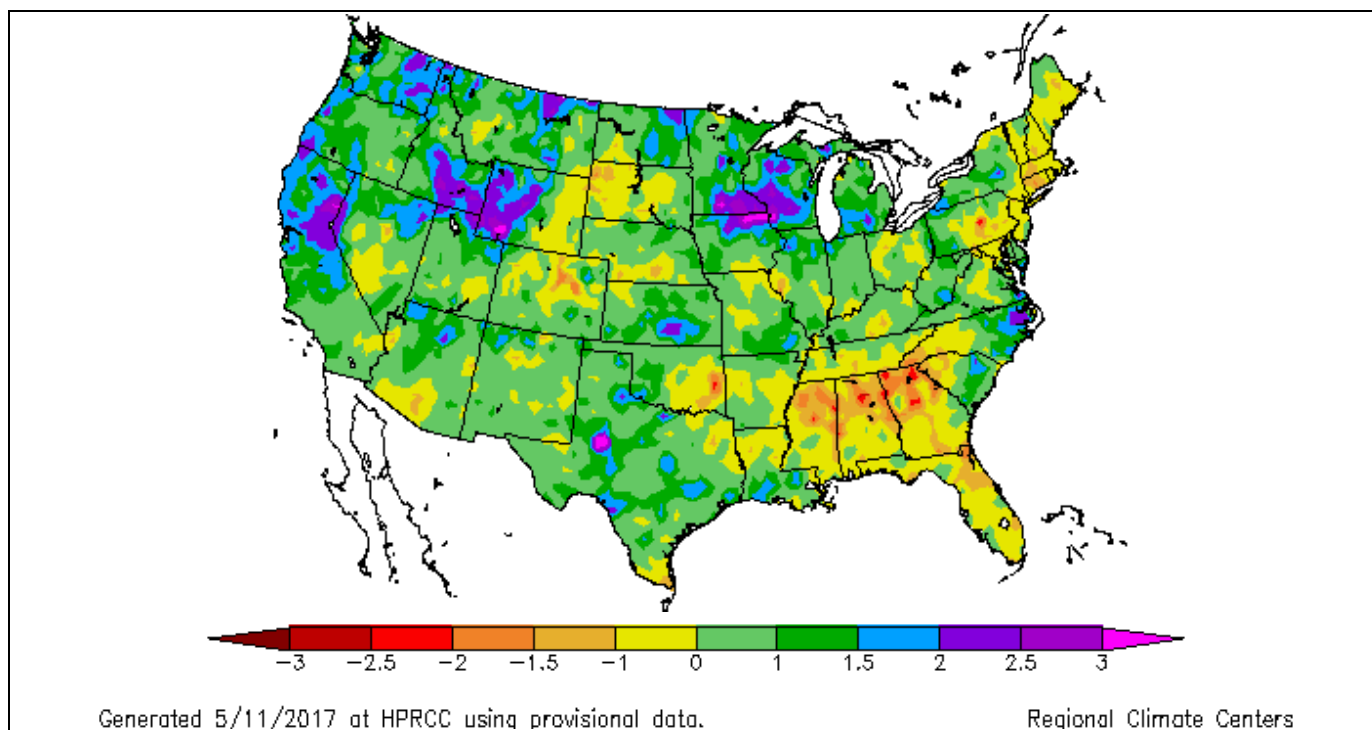 -3 -2.5 -2 -1.5 -1 0 1 1.5 2 2.5 3
Generated 5/11/2017 at HPRCC using provisional data.
Regional Climate Centers